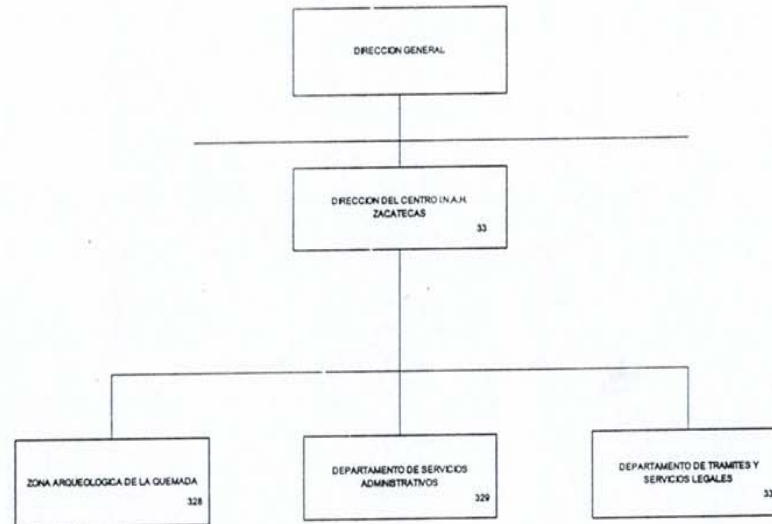 DIRECCION GENERAL
DIRECCION DEL CENTRO I.N.A.H.
ZACATECAS
33
ZONA ARQUEOLOGICA DE LA QUEMADA
328
DEPARTAMENTO DE SERVICIOS
ADMINISTRATIVOS
329
DEPARTAMENTO DE TRAMITES Y
SERVICIOS LEGALES